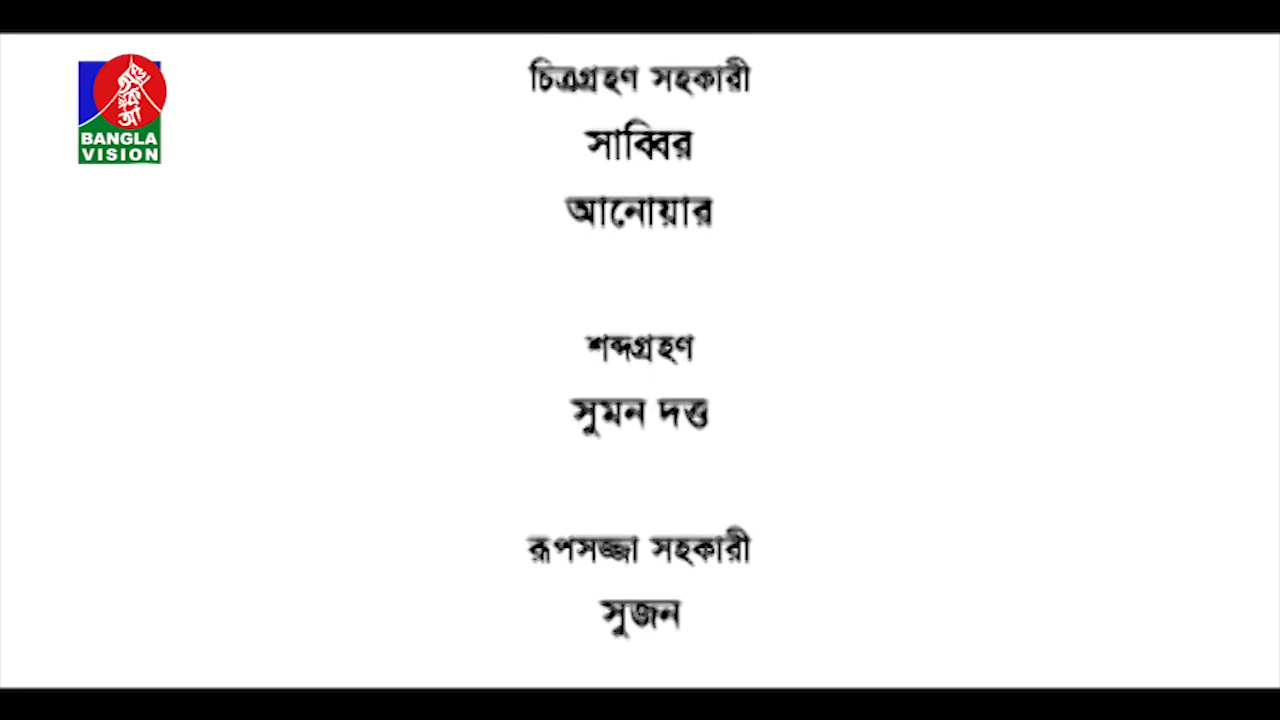 BANGLA
VISION
চিত্রগ্রহণ সহকারী
সাব্বির
আনোয়ার
শব্দগ্রহণ
সুমন দত্ত
রূপসজ্জা সহকারী
সুজন